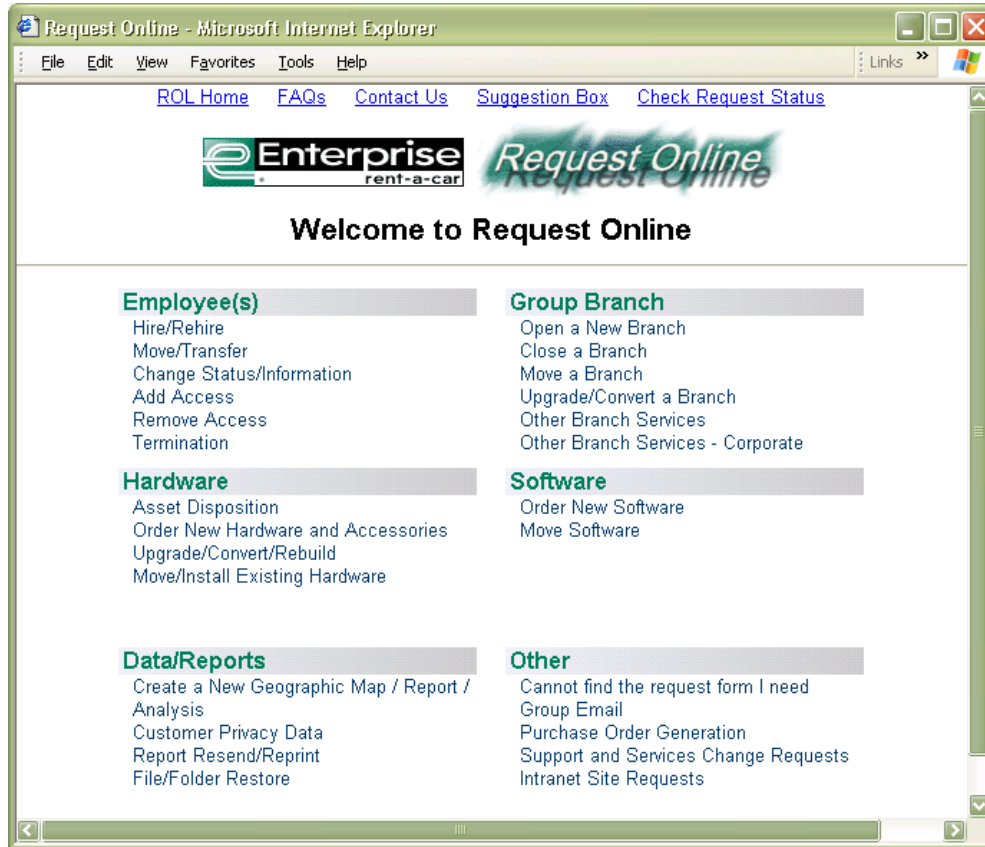 Request Online - Microsoft Internet Explorer
File Edit View Favorites Tools Help Links »
ROL Home FAQs Contact Us Suggestion Box Check Request Status
Enterprise
rent-a-car
Request Online
Welcome to Request Online
Employee(s)
Hire/Rehire
Move/Transfer
Change Status/Information
Add Access
Remove Access
Termination
Group Branch
Open a New Branch
Close a Branch
Move a Branch
Upgrade/Convert a Branch
Other Branch Services
Other Branch Services - Corporate
Hardware
Asset Disposition
Order New Hardware and Accessories
Upgrade/Convert/Rebuild
Move/Install Existing Hardware
Software
Order New Software
Move Software
Data/Reports
Create a New Geographic Map / Report /
Analysis
Customer Privacy Data
Report Resend/Reprint
File/Folder Restore
Other
Cannot find the request form I need
Group Email
Purchase Order Generation
Support and Services Change Requests
Intranet Site Requests